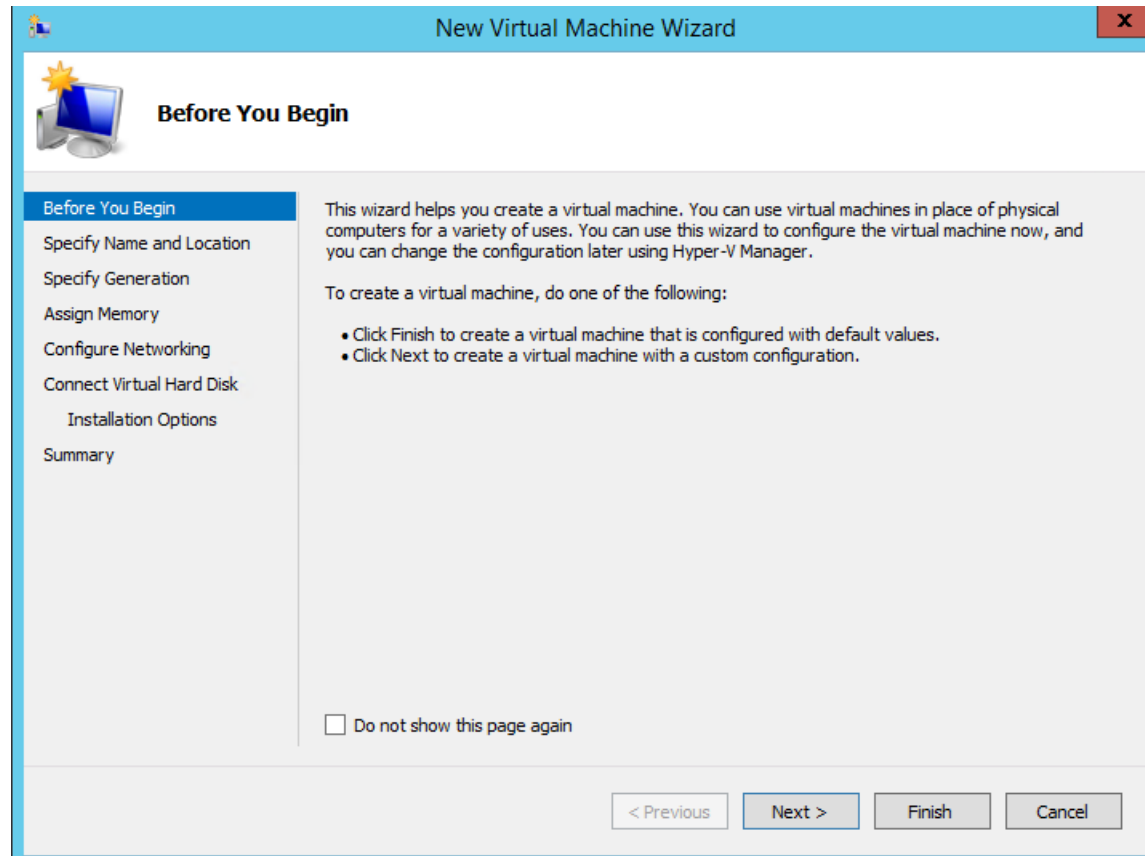 New Virtual Machine Wizard
x
Before You Begin
Before You Begin
Specify Name and Location
Specify Generation
Assign Memory
Configure Networking
Connect Virtual Hard Disk
Installation Options
Summary
This wizard helps you create a virtual machine. You can use virtual machines in place of physical
computers for a variety of uses. You can use this wizard to configure the virtual machine now, and
you can change the configuration later using Hyper-V Manager.
To create a virtual machine, do one of the following:
• Click Finish to create a virtual machine that is configured with default values.
• Click Next to create a virtual machine with a custom configuration.
Do not show this page again
< Previous
Next >
Finish
Cancel